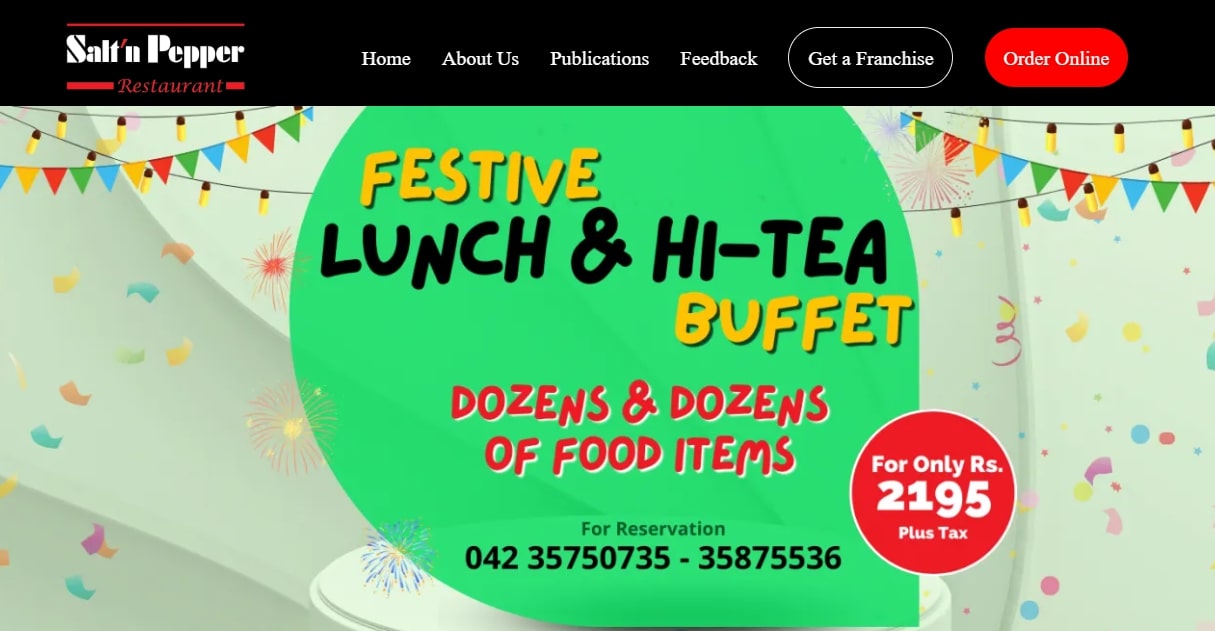 Salt'n Pepper
Restaurant
Home
About Us
Publications
Feedback
Get a Franchise
Order Online
FESTIVE
LUNCH & HI-TEA
BUFFET
DOZENS & DOZENS
OF FOOD ITEMS
For Only Rs.
2195
Plus Tax
For Reservation
042 35750735 - 35875536